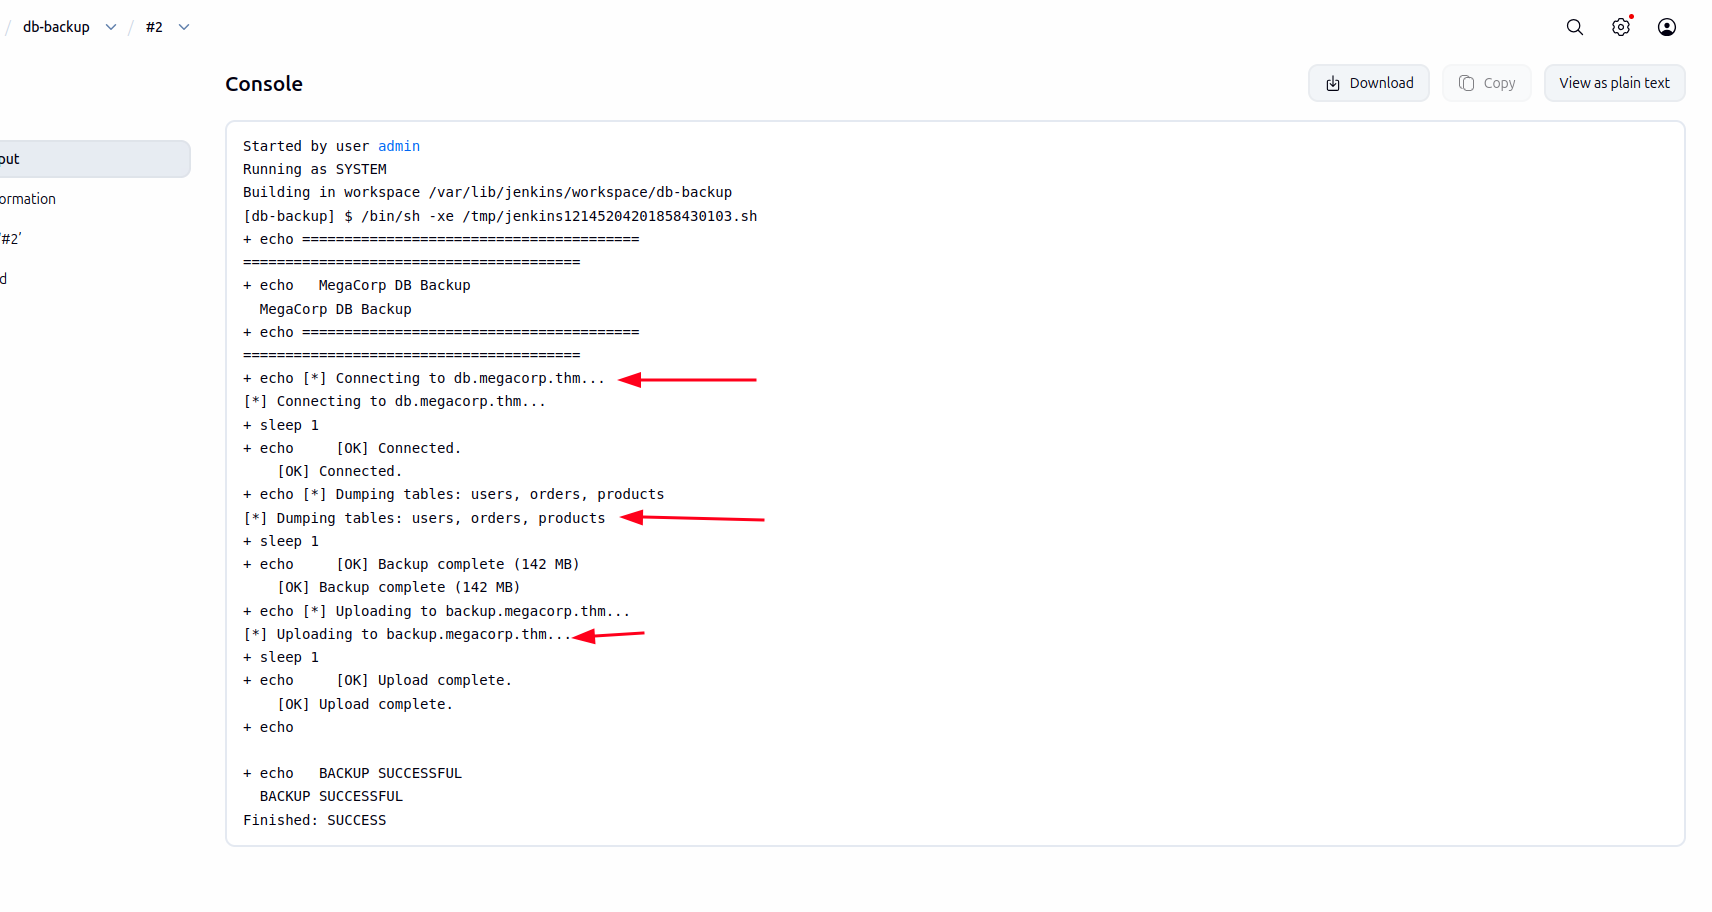 / db-backup / #2
Console
Download
Copy
View as plain text
put
ormation
'#2'
d
Started by user admin
Running as SYSTEM
Building in workspace /var/lib/jenkins/workspace/db-backup
[db-backup] $ /bin/sh -xe /tmp/jenkins12145204201858430103.sh
+ echo ========================================
========================================
+ echo   MegaCorp DB Backup
  MegaCorp DB Backup
+ echo ========================================
========================================
+ echo [*] Connecting to db.megacorp.thm...
[*] Connecting to db.megacorp.thm...
+ sleep 1
+ echo     [OK] Connected.
    [OK] Connected.
+ echo [*] Dumping tables: users, orders, products
[*] Dumping tables: users, orders, products
+ sleep 1
+ echo     [OK] Backup complete (142 MB)
    [OK] Backup complete (142 MB)
+ echo [*] Uploading to backup.megacorp.thm...
[*] Uploading to backup.megacorp.thm...
+ sleep 1
+ echo     [OK] Upload complete.
    [OK] Upload complete.
+ echo

+ echo   BACKUP SUCCESSFUL
  BACKUP SUCCESSFUL
Finished: SUCCESS